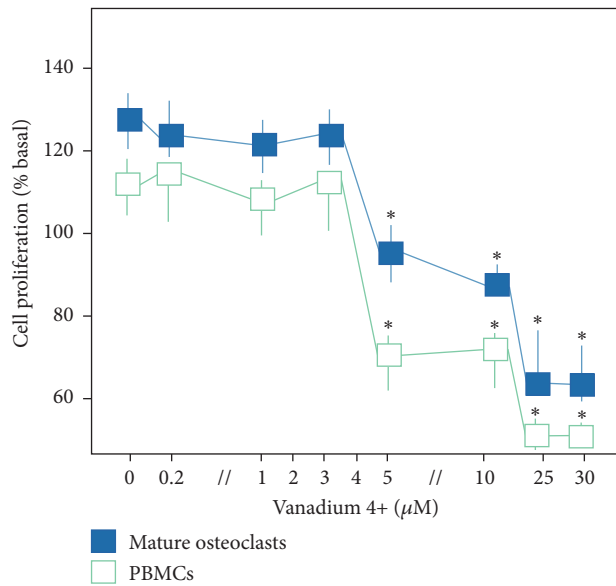 Cell proliferation (% basal)
140
120
100
80
60
*
*
*
*
*
*
*
*
0 0.2 // 1 2 3 4 5 // 10 25 30
Vanadium 4+ (μM)
Mature osteoclasts
PBMCs